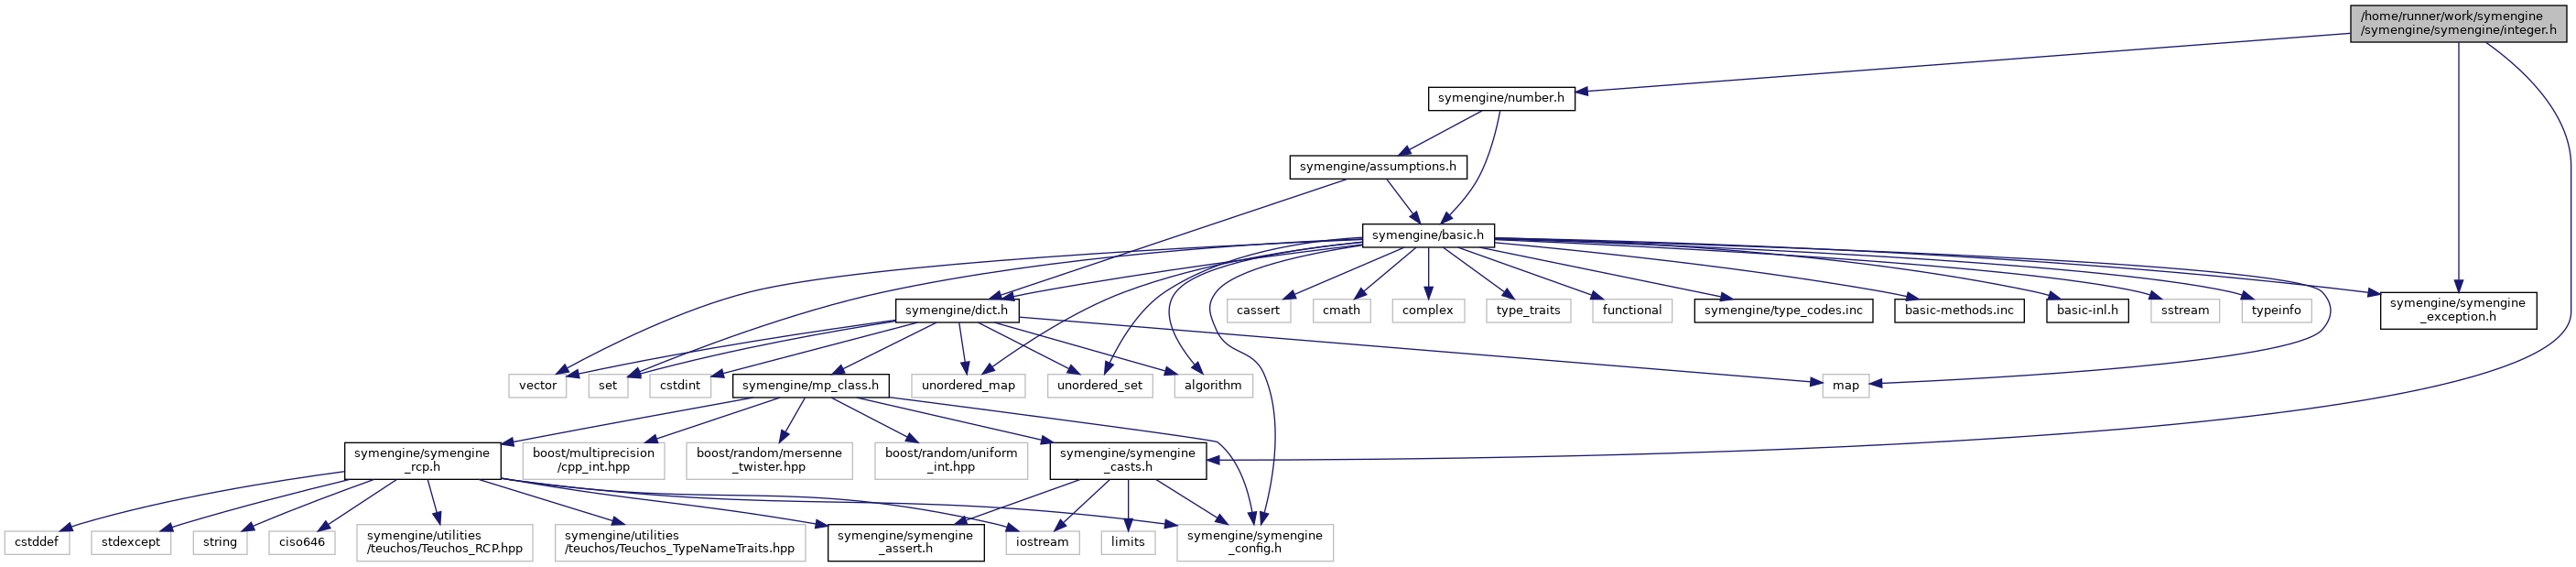 /home/runner/work/symengine
/symengine/symengine/integer.h
symengine/number.h
symengine/assumptions.h
symengine/basic.h
symengine/dict.h
cassert
cmath
complex
type_traits
functional
symengine/type_codes.inc
basic-methods.inc
basic-inl.h
sstream
typeinfo
symengine/symengine
_exception.h
vector
set
cstdint
symengine/mp_class.h
unordered_map
unordered_set
algorithm
map
symengine/symengine
_rcp.h
boost/multiprecision
/cpp_int.hpp
boost/random/mersenne
_twister.hpp
boost/random/uniform
_int.hpp
symengine/symengine
_casts.h
cstddef
stdexcept
string
ciso646
symengine/utilities
/teuchos/Teuchos_RCP.hpp
symengine/utilities
/teuchos/Teuchos_TypeNameTraits.hpp
symengine/symengine
_assert.h
iostream
limits
symengine/symengine
_config.h